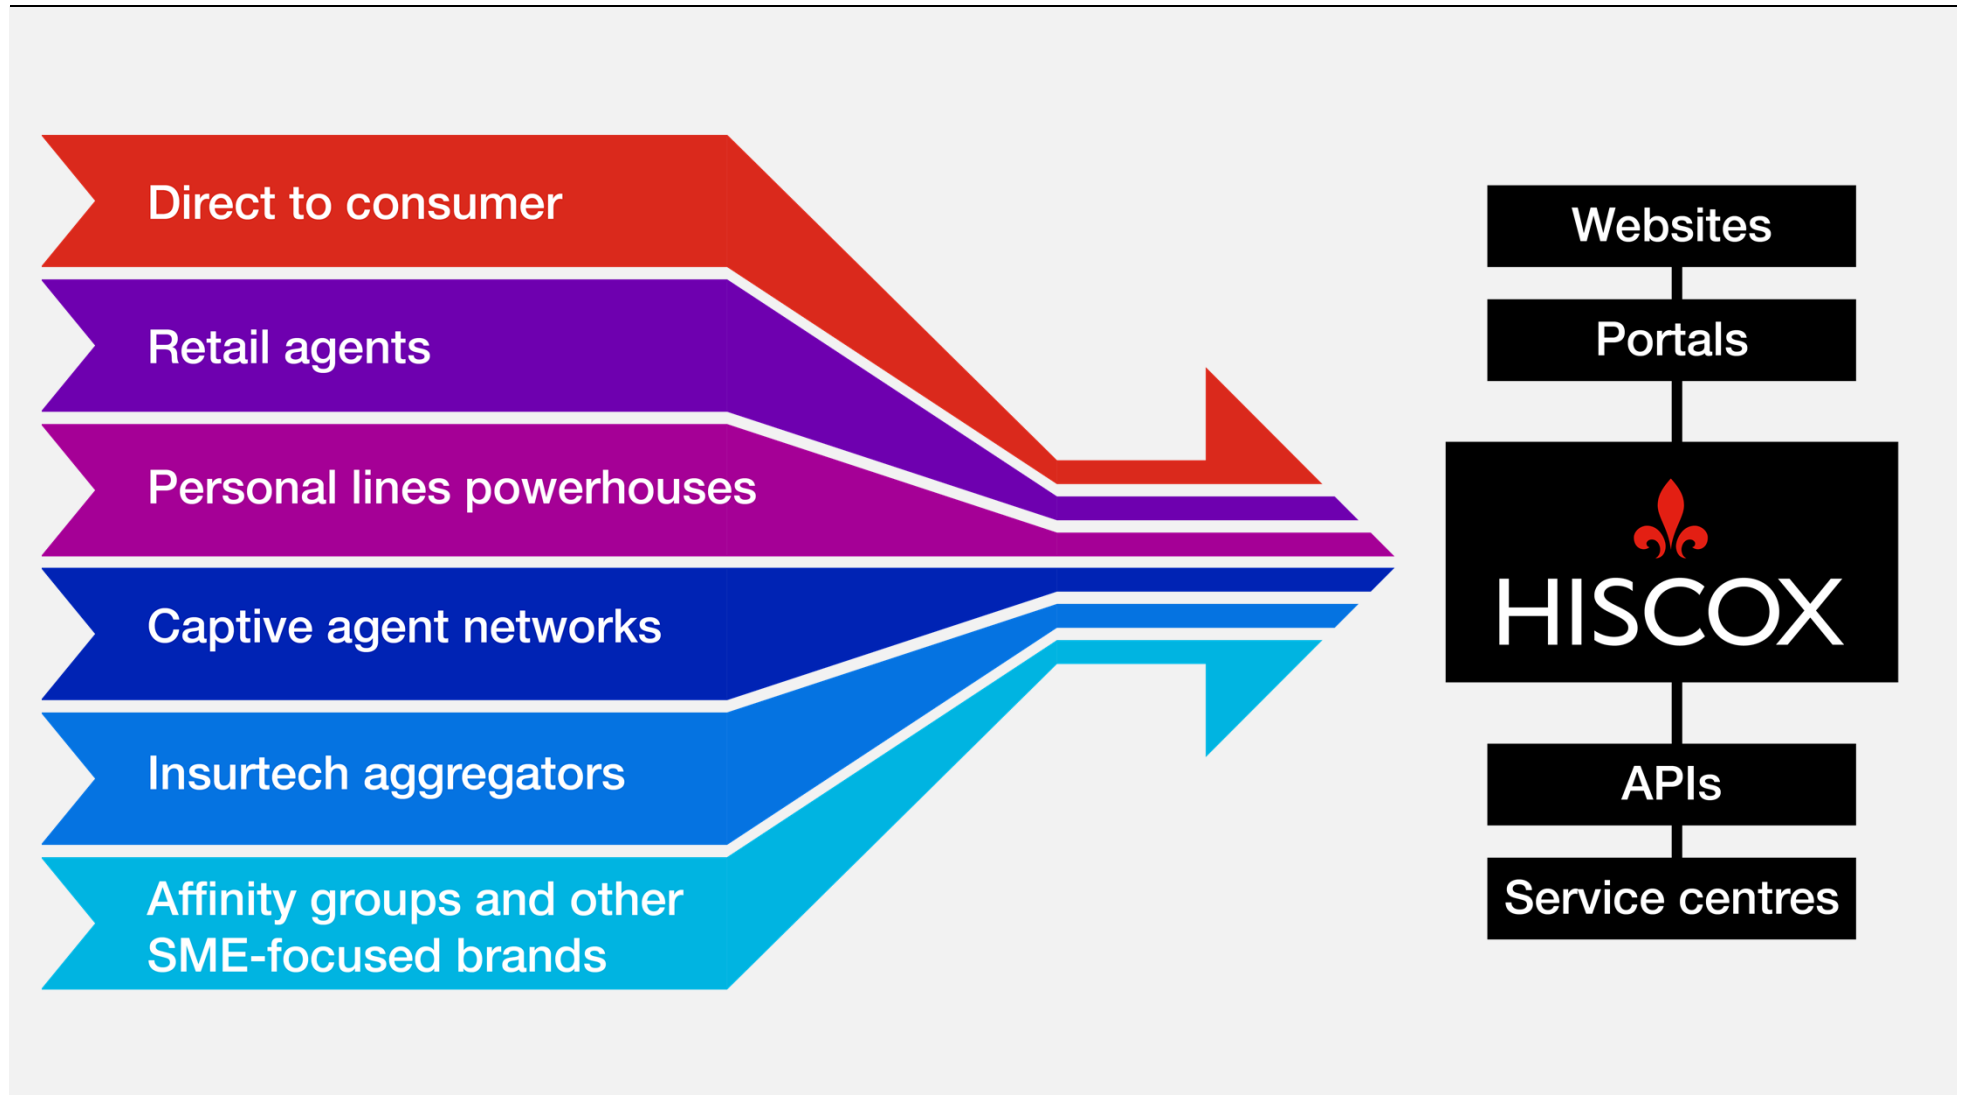 Direct to consumer
Retail agents
Personal lines powerhouses
Captive agent networks
Insurtech aggregators
Affinity groups and other
SME-focused brands
Websites
Portals
HISCOX
APIs
Service centres